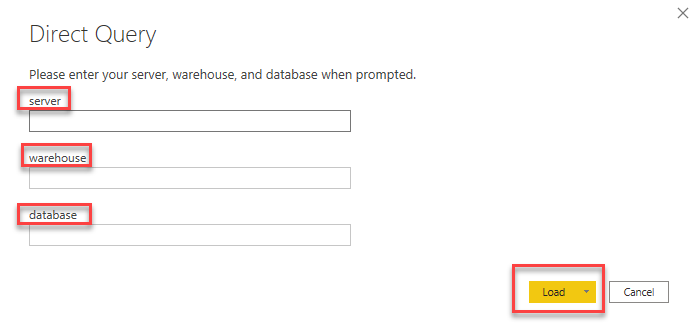 Direct Query
Please enter your server, warehouse, and database when prompted.
server
warehouse
database
Load
Cancel